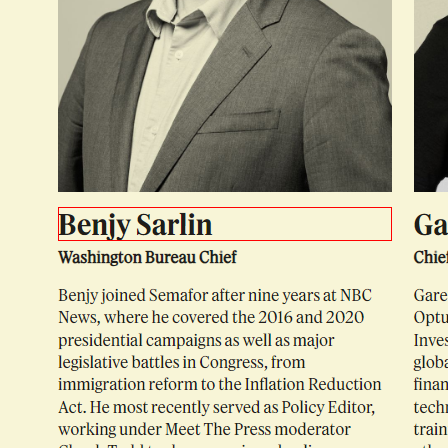 Benjy Sarlin
Washington Bureau Chief
Benjy joined Semafor after nine years at NBC
News, where he covered the 2016 and 2020
presidential campaigns as well as major
legislative battles in Congress, from
immigration reform to the Inflation Reduction
Act. He most recently served as Policy Editor,
working under Meet The Press moderator
Ga
Chief
Gare
Optu
Inves
globa
finan
techn
train